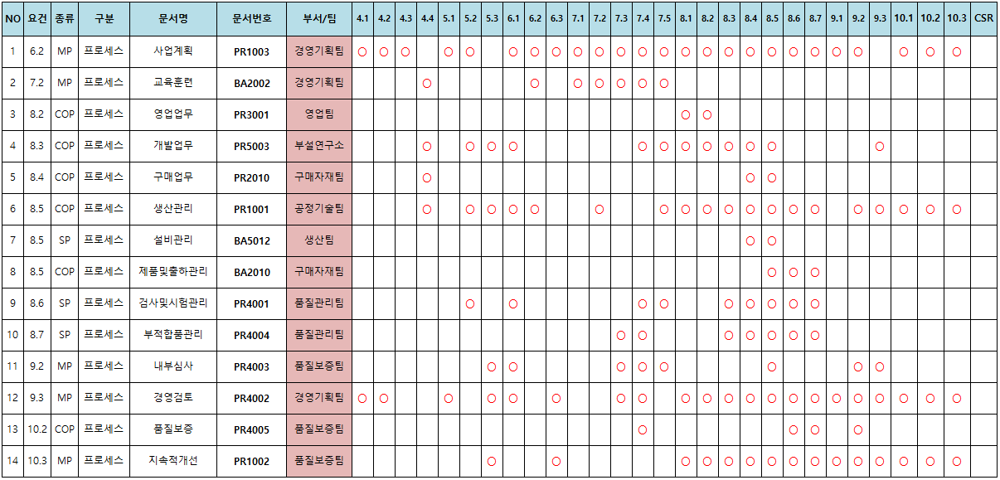 NO 요건 종류 구분 문서명 문서번호 부서/팀 4.1 4.2 4.3 4.4 5.1 5.2 5.3 6.1 6.2 6.3 7.1 7.2 7.3 7.4 7.5 8.1 8.2 8.3 8.4 8.5 8.6 8.7 9.1 9.2 9.3 10.1 10.2 10.3 CSR
1 6.2 MP 프로세스 사업계획 PR1003 경영기획팀 ○ ○ ○ ○ ○ ○ ○ ○ ○ ○ ○ ○ ○ ○ ○ ○ ○ ○ ○ ○ ○ ○ ○ ○ ○
2 7.2 MP 프로세스 교육훈련 BA2002 경영기획팀 ○ ○ ○ ○ ○ ○ ○
3 8.2 COP 프로세스 영업업무 PR3001 영업팀 ○ ○
4 8.3 COP 프로세스 개발업무 PR5003 부설연구소 ○ ○ ○ ○ ○ ○ ○ ○ ○ ○ ○ ○
5 8.4 COP 프로세스 구매업무 PR2010 구매자재팀 ○ ○ ○
6 8.5 COP 프로세스 생산관리 PR1001 공정기술팀 ○ ○ ○ ○ ○ ○ ○ ○ ○ ○ ○ ○ ○ ○ ○ ○ ○ ○ ○
7 8.5 SP 프로세스 설비관리 BA5012 생산팀 ○ ○
8 8.5 COP 프로세스 제품및출하관리 BA2010 구매자재팀 ○ ○ ○
9 8.6 SP 프로세스 검사및시험관리 PR4001 품질관리팀 ○ ○ ○ ○ ○ ○ ○ ○ ○
10 8.7 SP 프로세스 부적합품관리 PR4004 품질관리팀 ○ ○ ○ ○ ○ ○ ○
11 9.2 MP 프로세스 내부심사 PR4003 품질보증팀 ○ ○ ○ ○ ○ ○ ○ ○
12 9.3 MP 프로세스 경영검토 PR4002 경영기획팀 ○ ○ ○ ○ ○ ○ ○ ○ ○ ○ ○ ○ ○ ○ ○ ○ ○ ○ ○ ○ ○
13 10.2 COP 프로세스 품질보증 PR4005 품질보증팀 ○ ○ ○ ○
14 10.3 MP 프로세스 지속적개선 PR1002 품질보증팀 ○ ○ ○ ○ ○ ○ ○ ○ ○ ○ ○ ○ ○ ○ ○